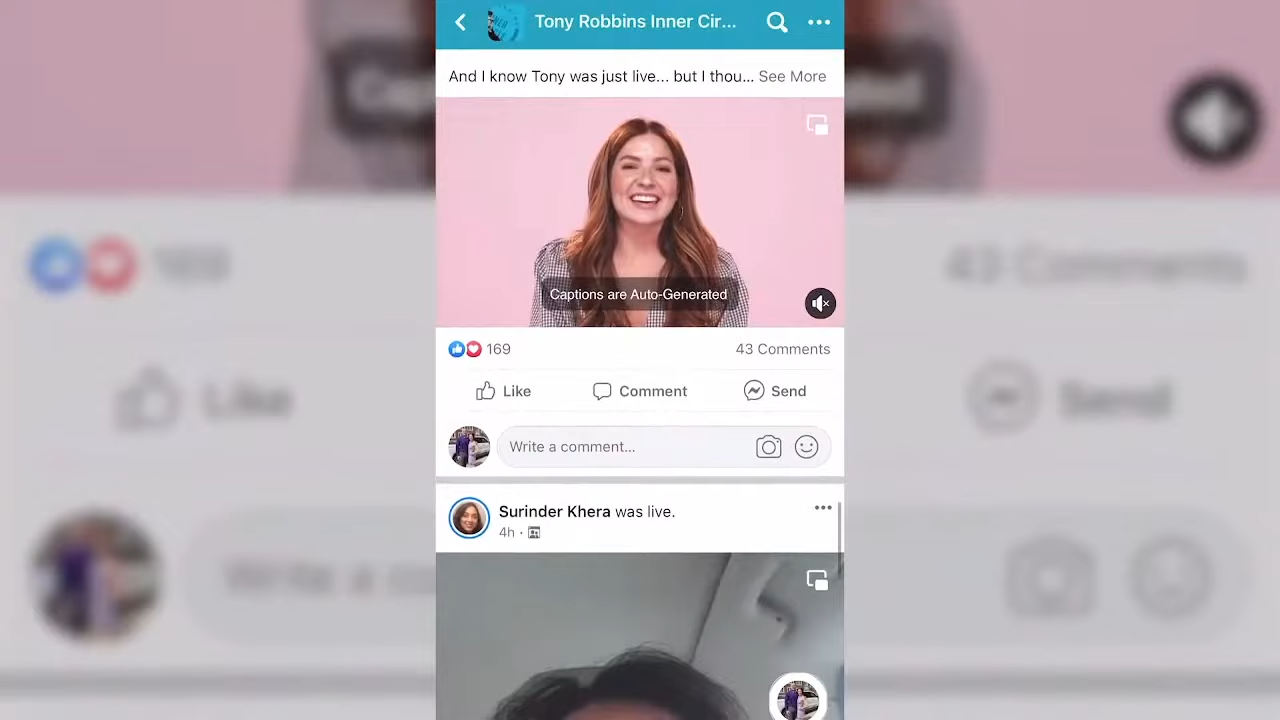 Tony Robbins Inner Cir...
And I know Tony was just live... but I thou... See More
Captions are Auto-Generated
169
43 Comments
Like
Comment
Send
Write a comment...
Surinder Khera was live.
4h ·